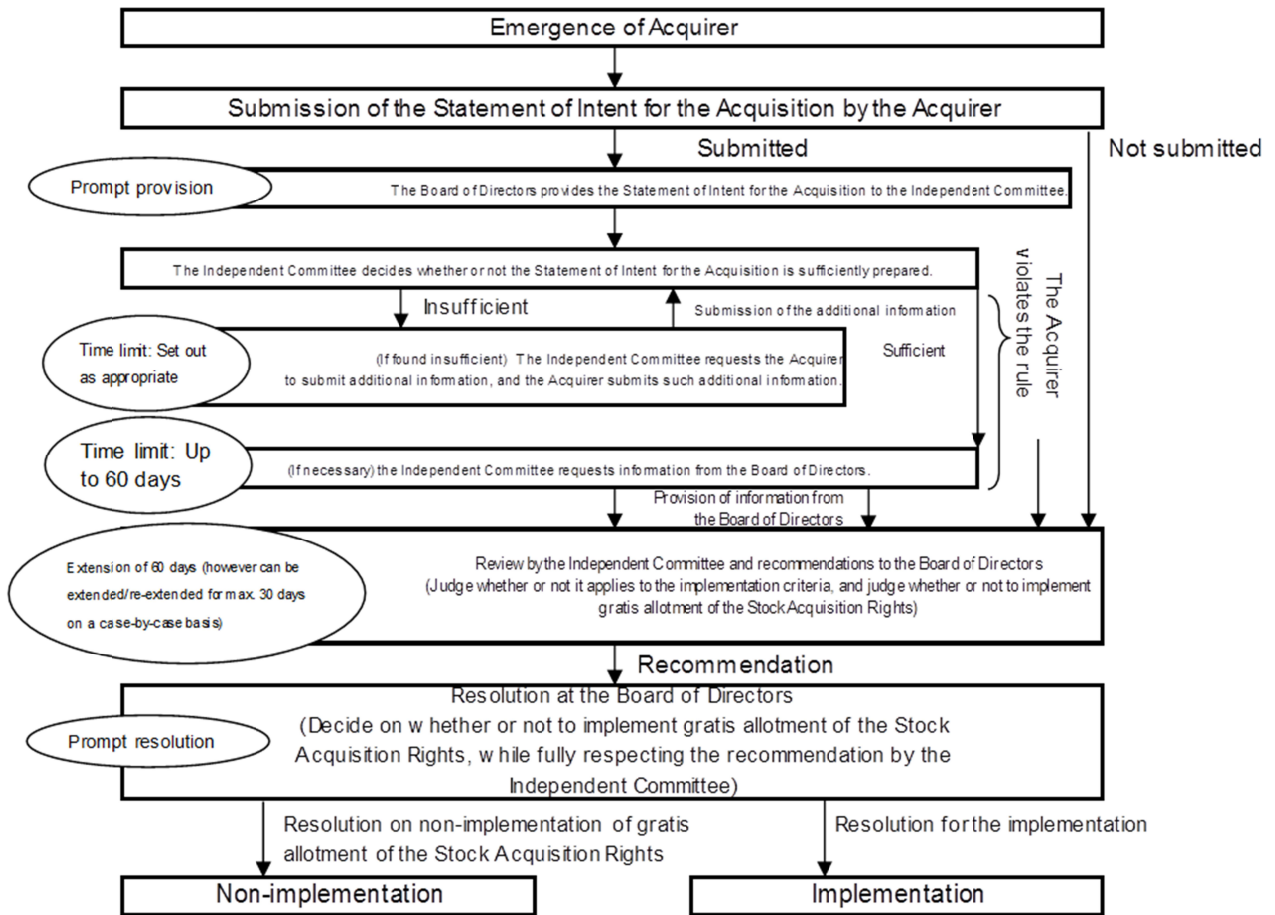 Emergence of Acquirer
Submission of the Statement of Intent for the Acquisition by the Acquirer
Submitted
Not submitted
Prompt provision
The Board of Directors provides the Statement of Intent for the Acquisition to the Independent Committee.
The Independent Committee decides whether or not the Statement of Intent for the Acquisition is sufficiently prepared.
Insufficient
Submission of the additional information
Time limit: Set out
as appropriate
(If found insufficient) The Independent Committee requests the Acquirer
to submit additional information, and the Acquirer submits such additional information.
Sufficient
The Acquirer
violates the rule
Time limit: Up
to 60 days
(If necessary) the Independent Committee requests information from the Board of Directors.
Provision of information from
the Board of Directors
Extension of 60 days (however can be
extended/re-extended for max. 30 days
on a case-by-case basis)
Review by the Independent Committee and recommendations to the Board of Directors
(Judge whether or not it applies to the implementation criteria, and judge whether or not to implement
gratis allotment of the Stock Acquisition Rights)
Recommendation
Prompt resolution
Resolution at the Board of Directors
(Decide on whether or not to implement gratis allotment of the Stock
Acquisition Rights, while fully respecting the recommendation by the
Independent Committee)
Resolution on non-implementation of gratis
allotment of the Stock Acquisition Rights
Resolution for the implementation
Non-implementation
Implementation